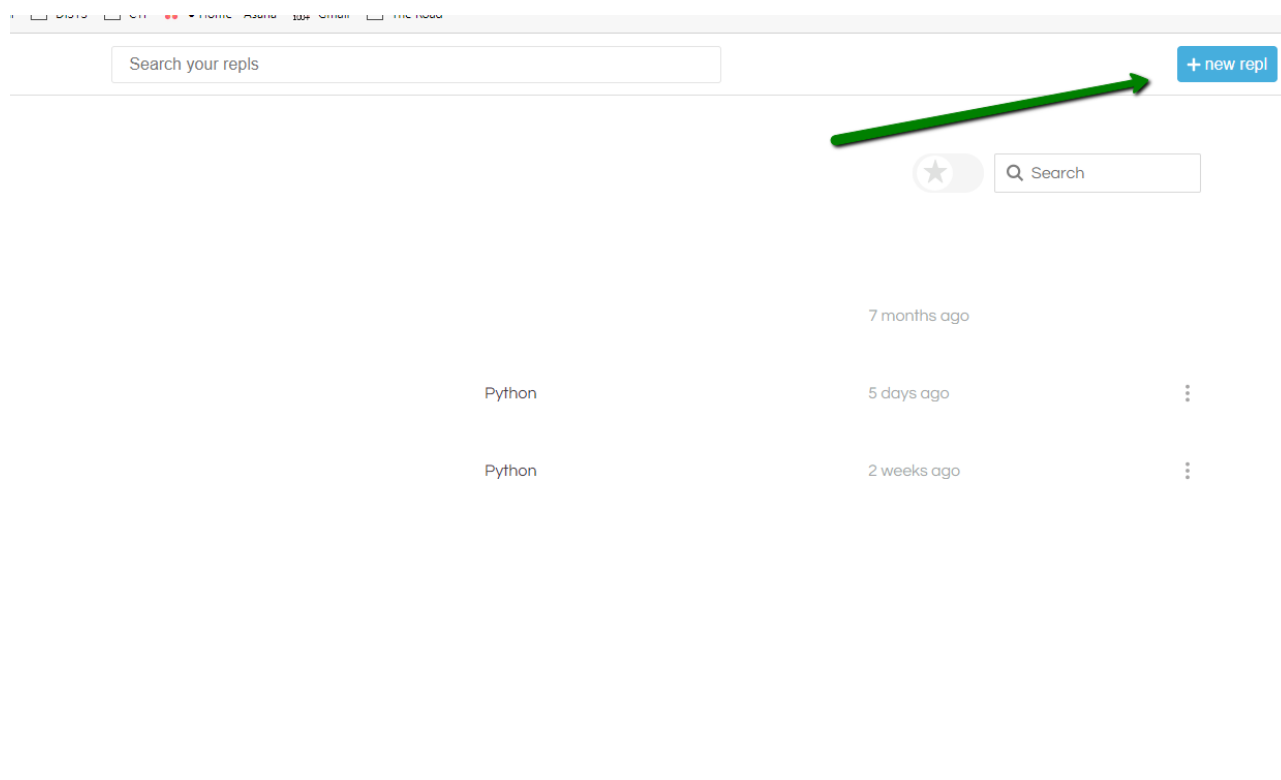 Search your repls
+ new repl
Search
7 months ago
Python 5 days ago
Python 2 weeks ago